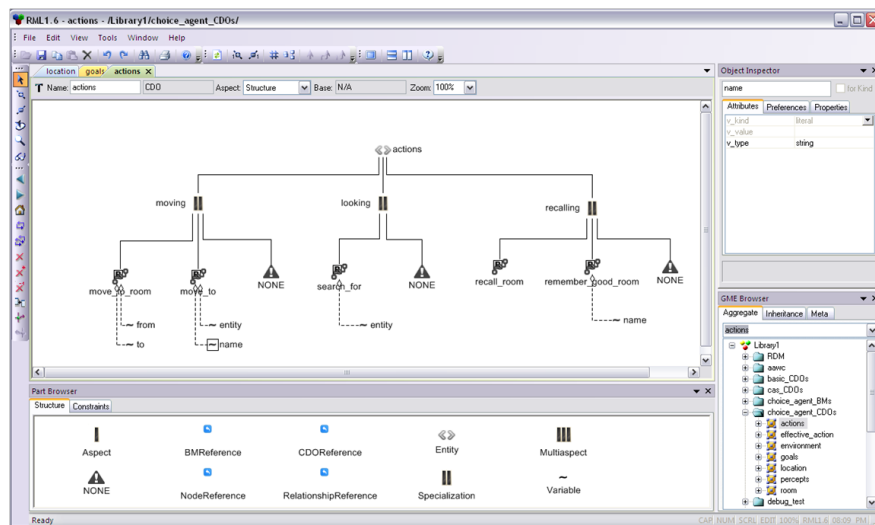 RML1.6 - actions - /Library1/choice_agent_CDOs/
File Edit View Tools Window Help
location goals actions
Name: actions CDO Aspect: Structure Base: N/A Zoom: 100%
actions
moving looking recalling
move_to_room move_to NONE search_for NONE recall_room remember_good_room NONE
from entity entity name
to name
Part Browser
Structure Constraints
Aspect BMReference CDOReference Entity Multiaspect
NONE NodeReference RelationshipReference Specialization Variable
Object Inspector
name for Kind
Attributes Preferences Properties
v_kind literal
v_value
v_type string
GME Browser
Aggregate Inheritance Meta
actions
Library1
RDM
aawc
basic_CDOs
cas_CDOs
choice_agent_BMs
choice_agent_CDOs
actions
effective_action
environment
goals
location
percepts
room
debug_test
Ready CAP NUM SCRL EDIT 100% RML1.6 08:09 PM